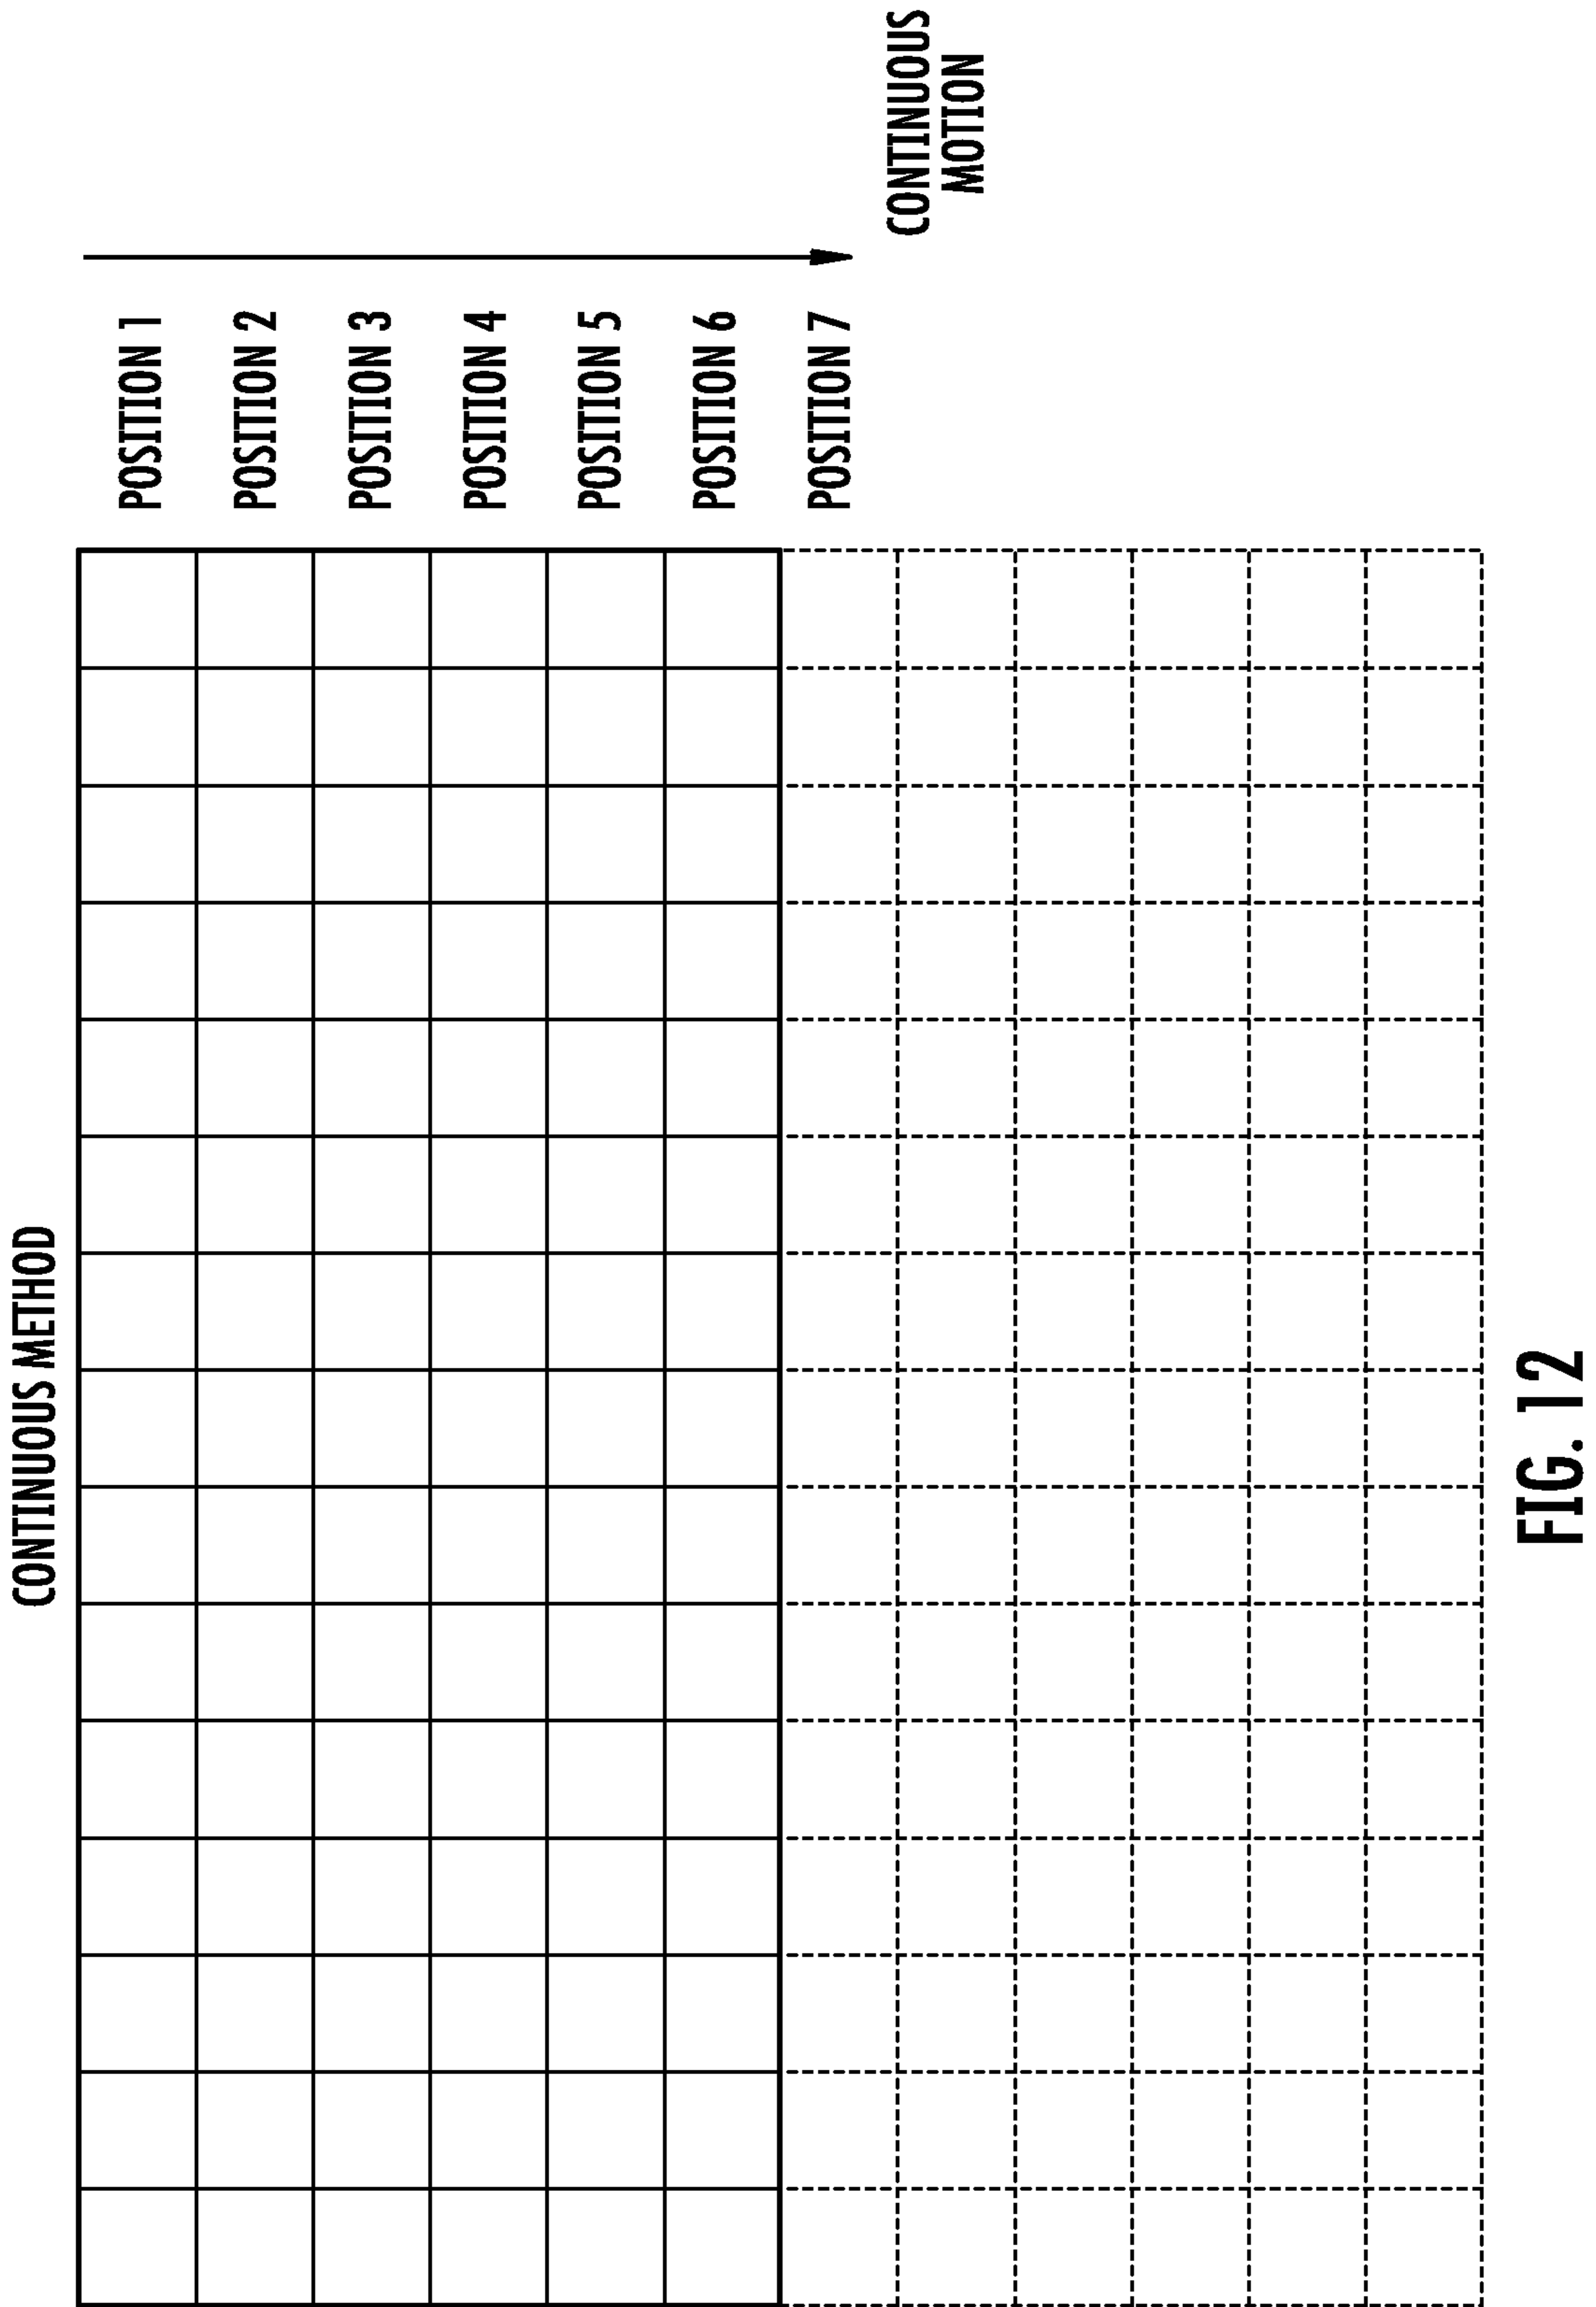 CONTINUOUS METHOD
POSITION 1
POSITION 2
POSITION 3
POSITION 4
POSITION 5
POSITION 6
POSITION 7
CONTINUOUS
MOTION
FIG. 12